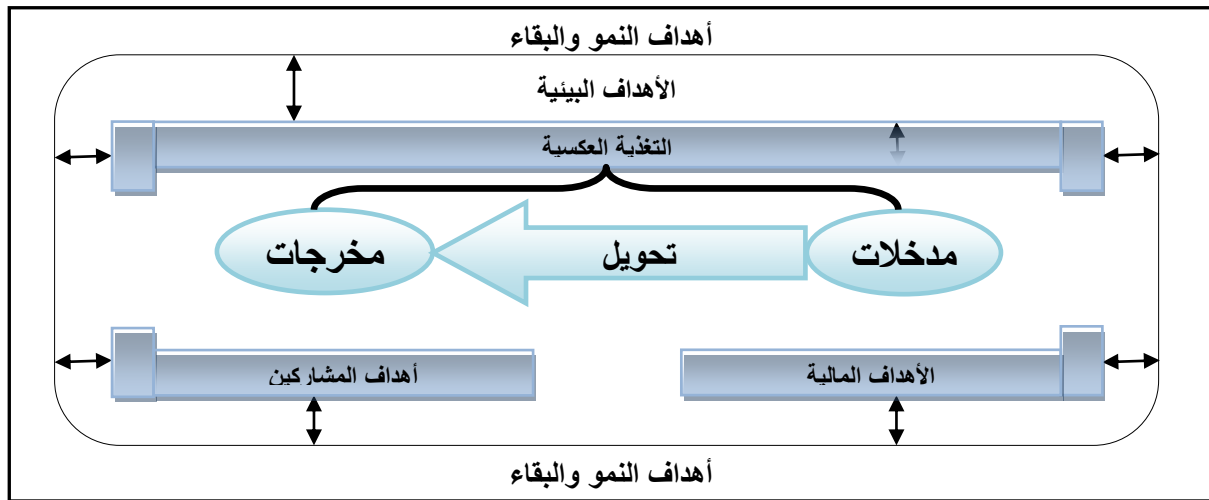 أهداف النمو والبقاء
الأهداف البيئية
التغذية العكسية
مدخلات
تحويل
مخرجات
الأهداف المالية
أهداف المشاركين
أهداف النمو والبقاء